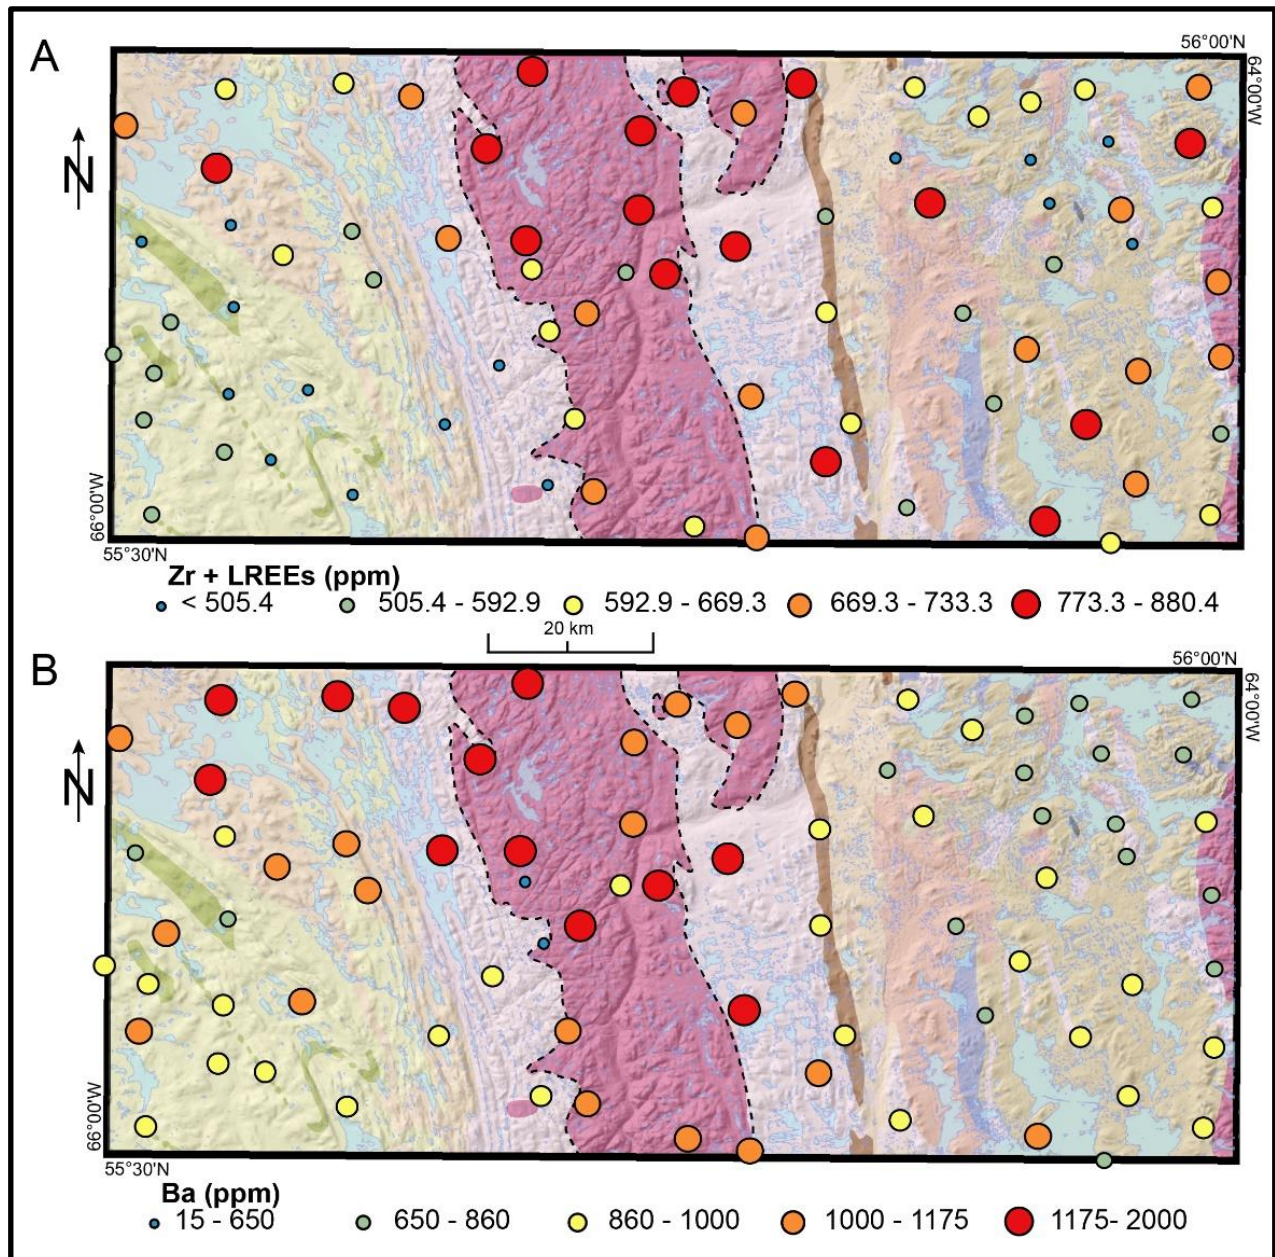 A
56°00'N
64°00'W
N
66°00'W
55°30'N
Zr + LREEs (ppm)
< 505.4 505.4 - 592.9 592.9 - 669.3 669.3 - 733.3 773.3 - 880.4
20 km
B
56°00'N
64°00'W
N
66°00'W
55°30'N
Ba (ppm)
15 - 650 650 - 860 860 - 1000 1000 - 1175 1175- 2000